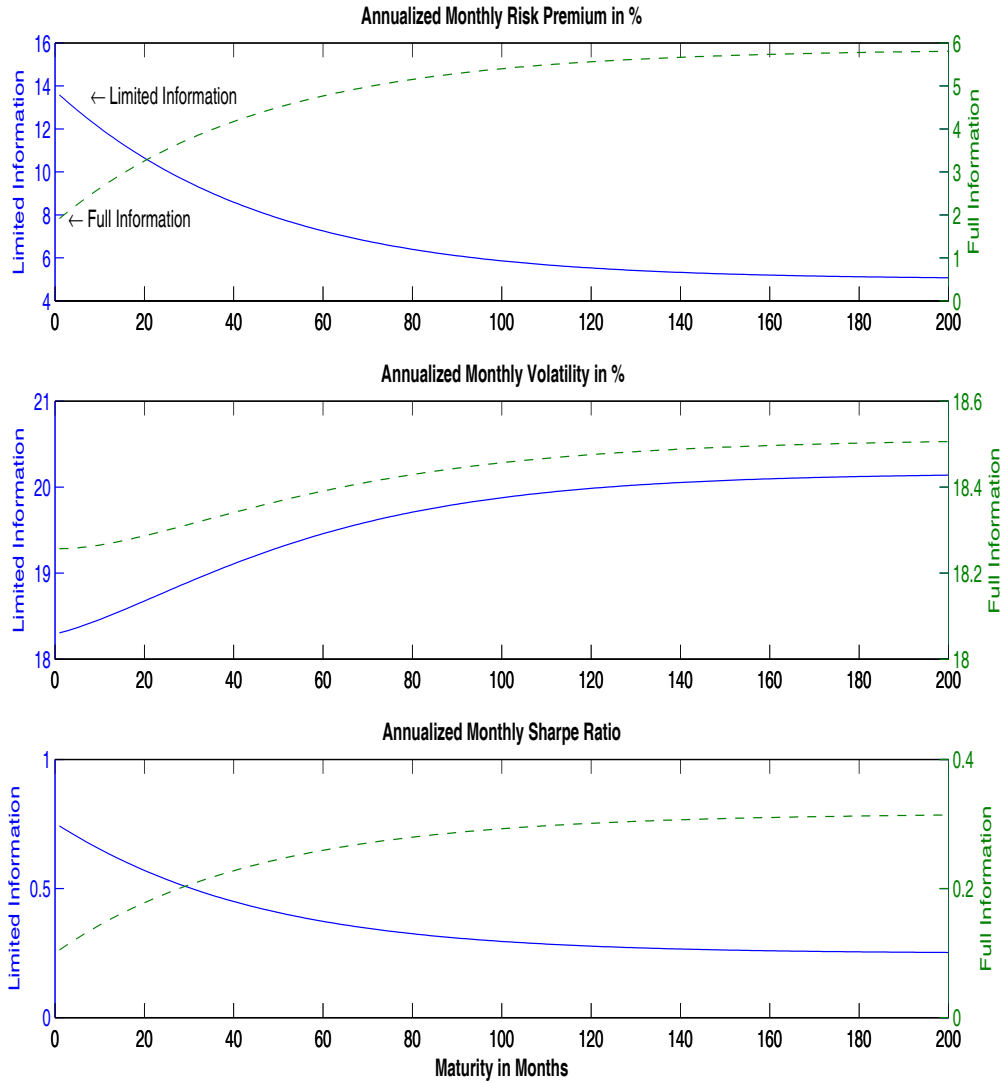 Annualized Monthly Risk Premium in %
16
14
12
10
8
6
4
Limited Information
←Limited Information
←Full Information
6
5
4
3
2
1
0
Full Information
0 20 40 60 80 100 120 140 160 180 200
Annualized Monthly Volatility in %
21
20
19
18
Limited Information
18.6
18.4
18.2
18
Full Information
0 20 40 60 80 100 120 140 160 180 200
Annualized Monthly Sharpe Ratio
1
0.5
0
Limited Information
0.4
0.2
0
Full Information
0 20 40 60 80 100 120 140 160 180 200
Maturity in Months